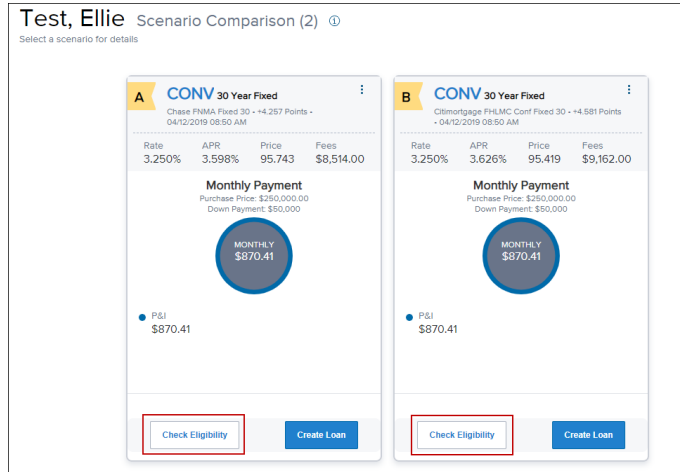 Test, Ellie Scenario Comparison (2)
Select a scenario for details
A CONV 30 Year Fixed
Chase FNMA Fixed 30 - +4.257 Points -
04/12/2019 08:50 AM
Rate APR Price Fees
3.250% 3.598% 95.743 $8,514.00
Monthly Payment
Purchase Price: $250,000.00
Down Payment: $50,000
MONTHLY
$870.41
P&I
$870.41
Check Eligibility Create Loan
B CONV 30 Year Fixed
Citimortgage FHLMC Conf Fixed 30 - +4.581 Points
- 04/12/2019 08:50 AM
Rate APR Price Fees
3.250% 3.626% 95.419 $9,162.00
Monthly Payment
Purchase Price: $250,000.00
Down Payment: $50,000
MONTHLY
$870.41
P&I
$870.41
Check Eligibility Create Loan